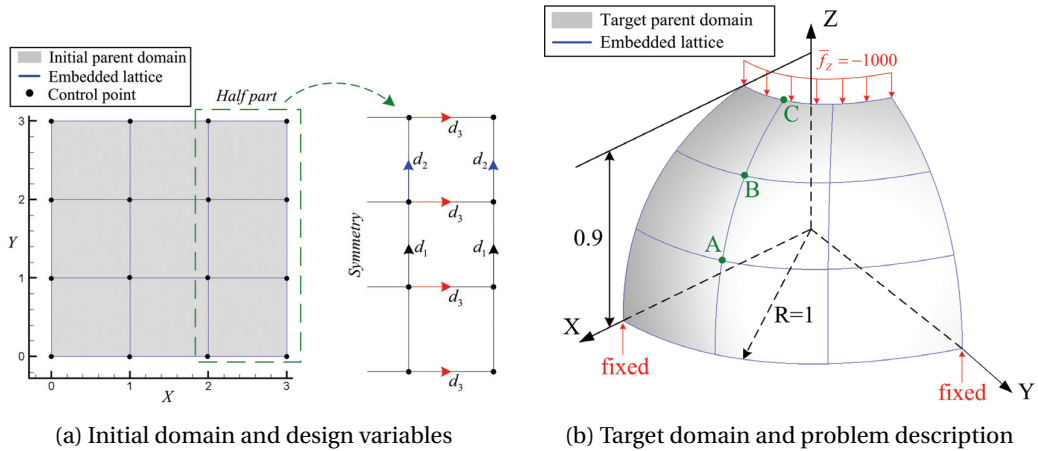 Initial parent domain
Embedded lattice
Control point
Half part
3
2
1
0
Y
0
1
2
3
X
Symmetry
d₃
d₂
d₂
d₃
d₁
d₁
d₃
d₃
(a) Initial domain and design variables
Target parent domain
Embedded lattice
Z
f̅_Z = −1000
C
B
A
0.9
R=1
X
fixed
fixed
Y
(b) Target domain and problem description